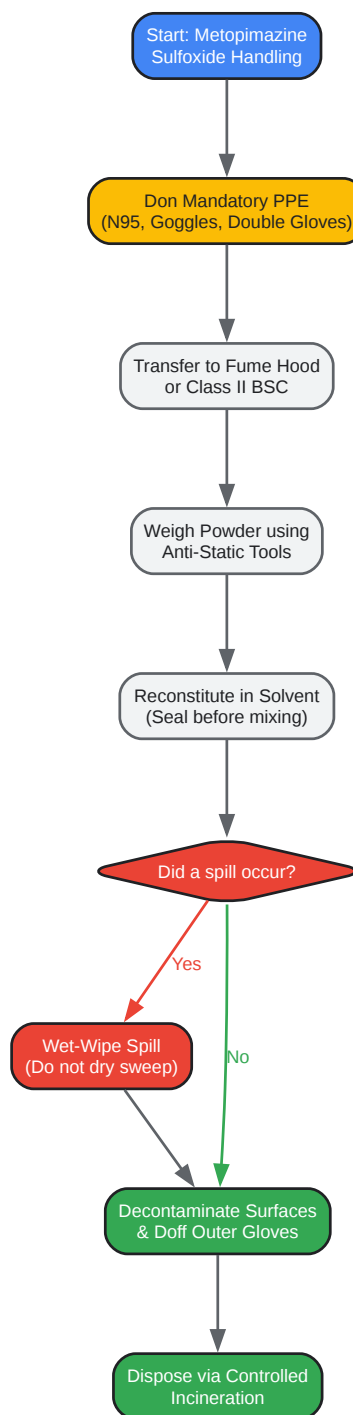 Start: Metopimazine
Sulfoxide Handling
Don Mandatory PPE
(N95, Goggles, Double Gloves)
Transfer to Fume Hood
or Class II BSC
Weigh Powder using
Anti-Static Tools
Reconstitute in Solvent
(Seal before mixing)
Did a spill occur?
Yes
Wet-Wipe Spill
(Do not dry sweep)
No
Decontaminate Surfaces
& Doff Outer Gloves
Dispose via Controlled
Incineration